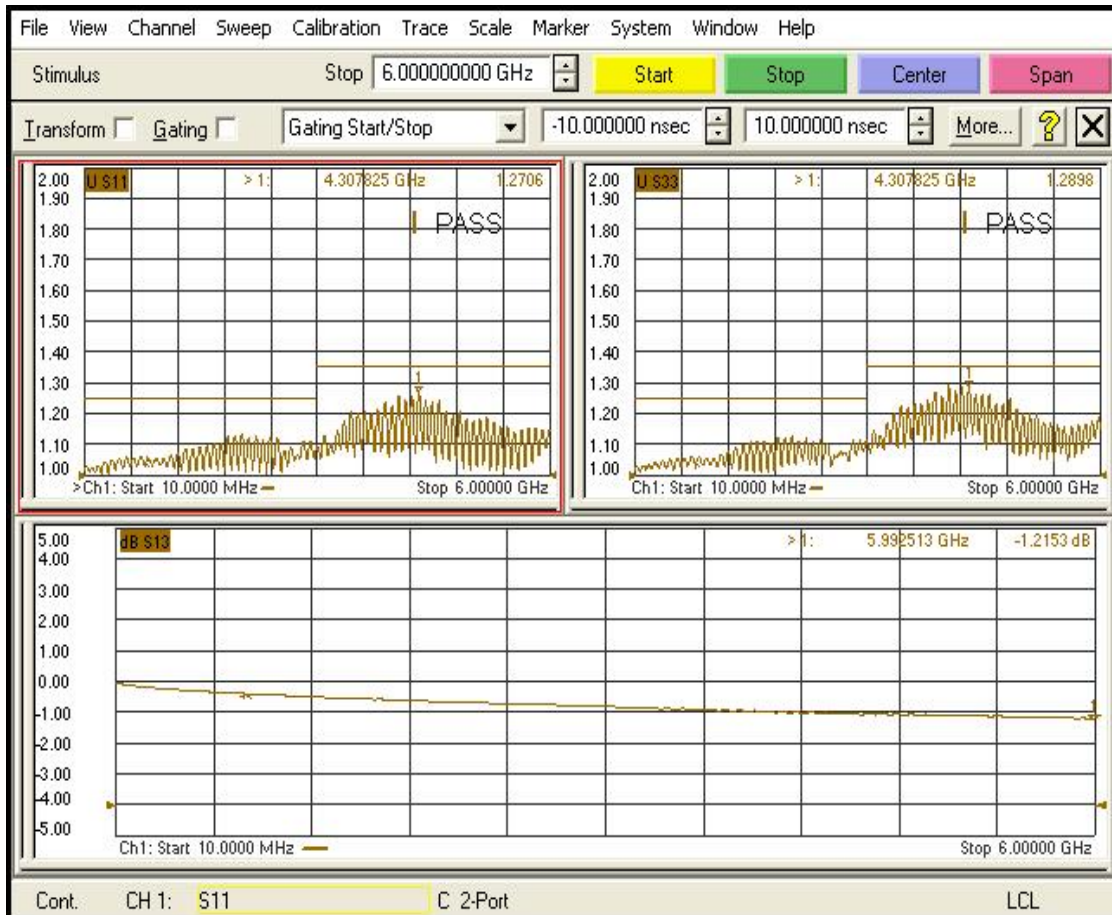 File View Channel Sweep Calibration Trace Scale Marker System Window Help
Stimulus Stop 6.000000000 GHz Start Stop Center Span
Transform Gating Gating Start/Stop -10.000000 nsec 10.000000 nsec More... ? X
2.00 U S11 > 1: 4.307825 GHz 1.2706
1.90
1.80 PASS
1.70
1.60
1.50
1.40
1.30 1
1.20
1.10
1.00
>Ch1: Start 10.0000 MHz Stop 6.00000 GHz
2.00 U S33 > 1: 4.307825 GHz 1.2898
1.90
1.80 PASS
1.70
1.60
1.50
1.40
1.30 1
1.20
1.10
1.00
Ch1: Start 10.0000 MHz Stop 6.00000 GHz
5.00 dB S13 > 1: 5.992513 GHz -1.2153 dB
4.00
3.00
2.00
1.00
0.00
-1.00 1
-2.00
-3.00
-4.00
-5.00
Ch1: Start 10.0000 MHz Stop 6.00000 GHz
Cont. CH 1: S11 C 2-Port LCL